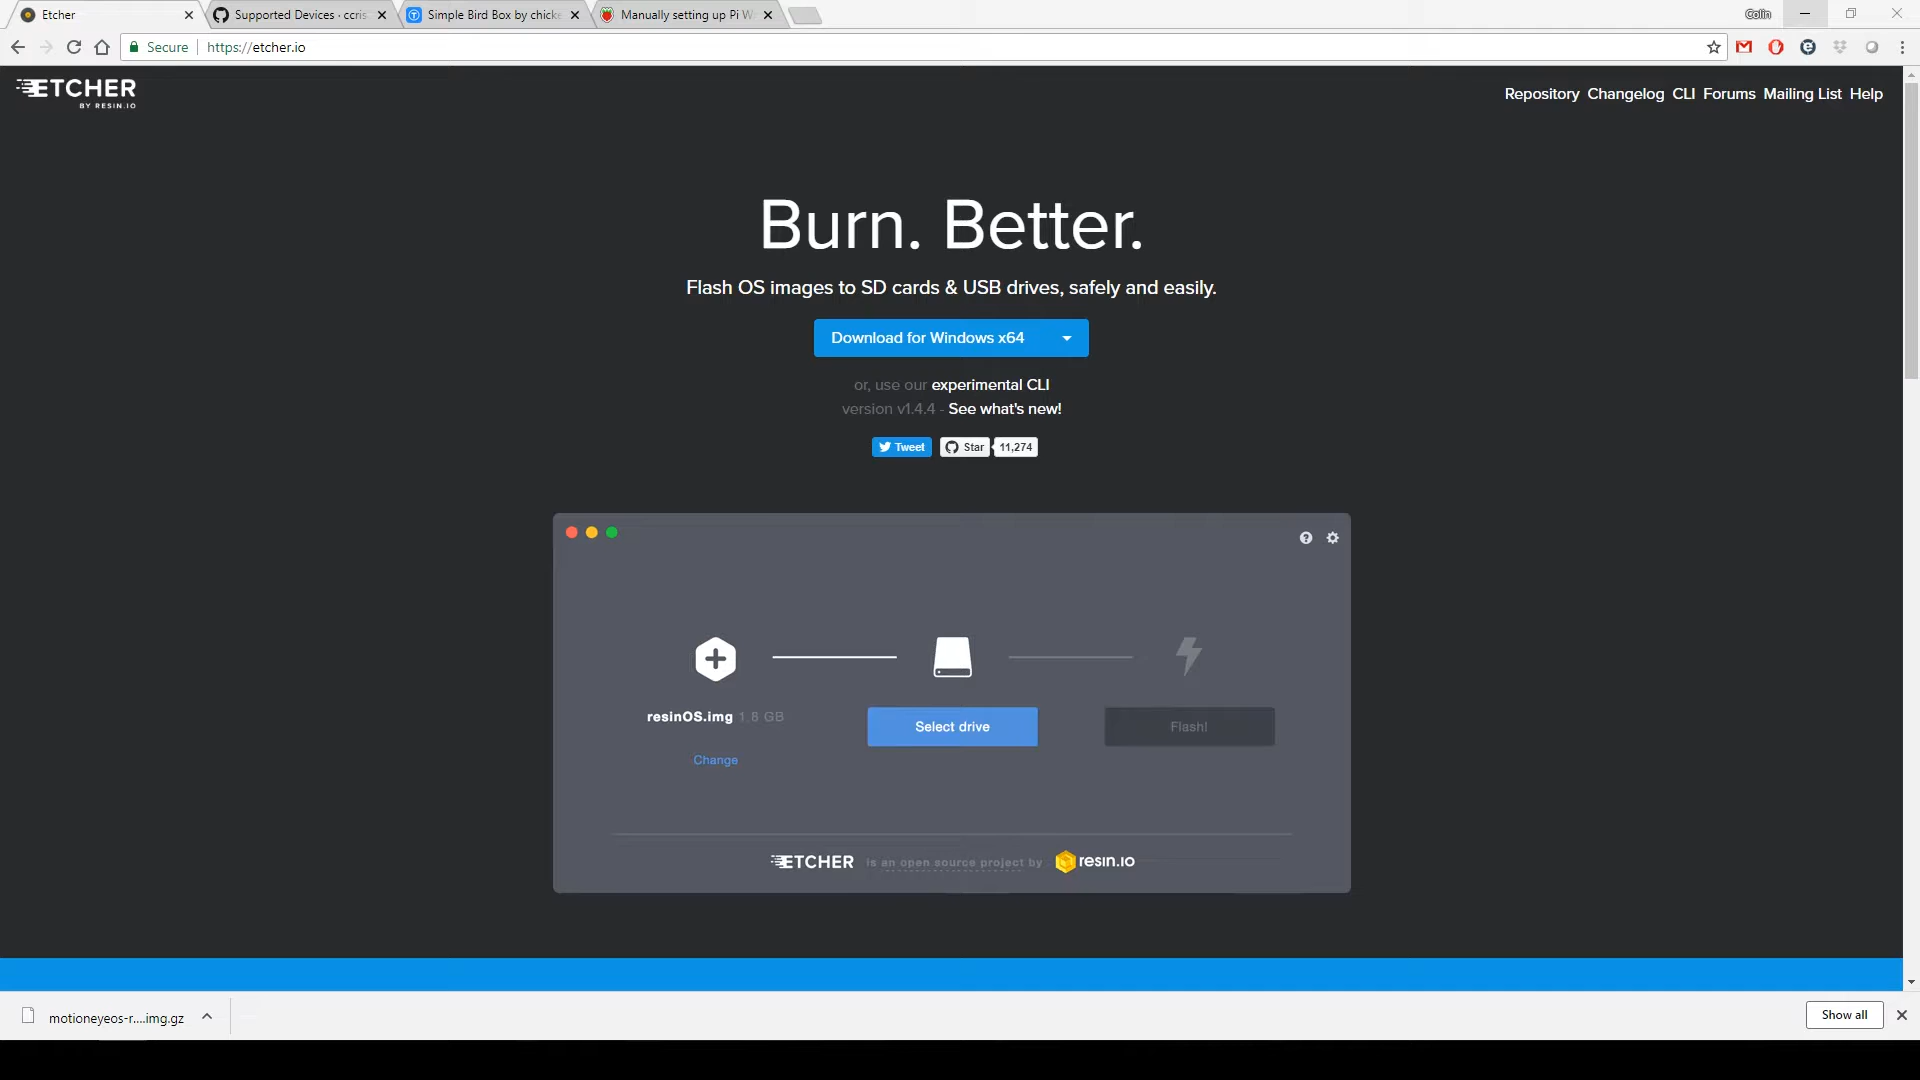 Etcher
Supported Devices · ccris
Simple Bird Box by chicke
Manually setting up Pi W
Colin
Secure
https://etcher.io
ETCHER
BY RESIN.IO
Repository Changelog CLI Forums Mailing List Help
Burn. Better.
Flash OS images to SD cards & USB drives, safely and easily.
Download for Windows x64
or, use our experimental CLI
version v1.4.4 - See what's new!
Tweet
Star
11,274
resinOS.img 1.8 GB
Change
Select drive
Flash!
ETCHER is an open source project by resin.io
motioneyeos-r....img.gz
Show all